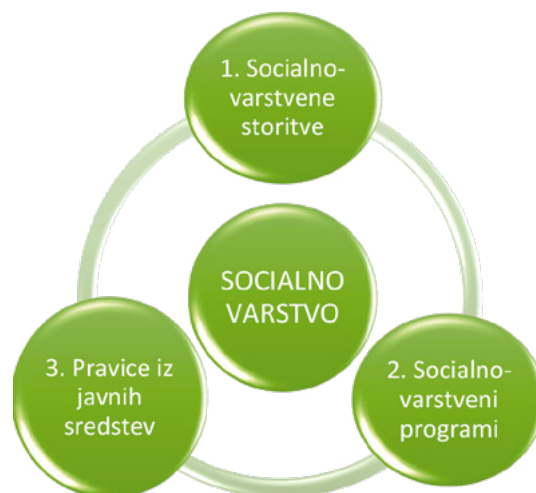 1. Socialno-
varstvene
storitve
SOCIALNO
VARSTVO
3. Pravice iz
javnih
sredstev
2. Socialno-
varstveni
programi